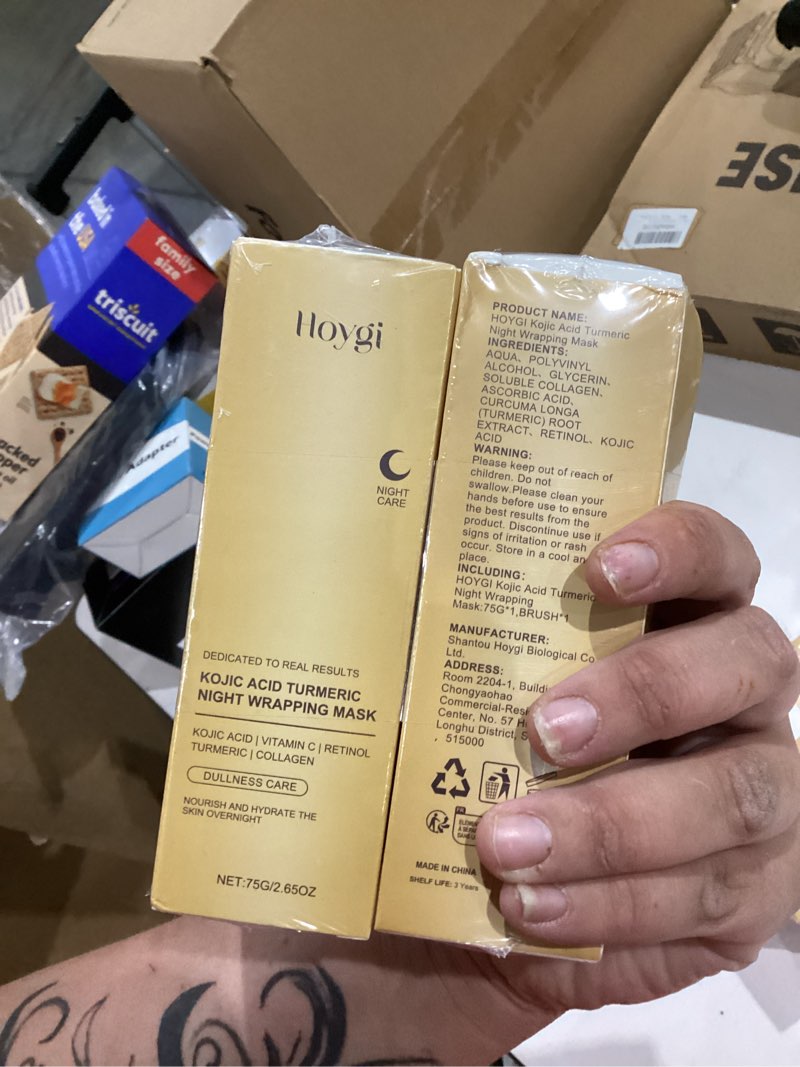 Hoygi
NIGHT
CARE
DEDICATED TO REAL RESULTS
KOJIC ACID TURMERIC
NIGHT WRAPPING MASK
KOJIC ACID | VITAMIN C | RETINOL
TURMERIC | COLLAGEN
DULLNESS CARE
NOURISH AND HYDRATE THE
SKIN OVERNIGHT
NET:75G/2.65OZ
PRODUCT NAME:
HOYGI Kojic Acid Turmeric
Night Wrapping Mask
INGREDIENTS:
AQUA、POLYVINYL
ALCOHOL、GLYCERIN、
SOLUBLE COLLAGEN、
ASCORBIC ACID、
CURCUMA LONGA
(TURMERIC) ROOT
EXTRACT、RETINOL、KOJIC
ACID
WARNING:
Please keep out of reach of
children. Do not
swallow.Please clean your
hands before use to ensure
the best results from the
product. Discontinue use if
signs of irritation or rash
occur. Store in a cool
place.
INCLUDING:
HOYGI Kojic Acid Turmeric
Night Wrapping
Mask:75G*1,BRUSH*1
MANUFACTURER:
Shantou Hoygi Biological Co
Ltd.
ADDRESS:
Room 2204-1,
Chongyaohao
Center, No. 57
Longhu District,
, 515000
FR
MADE IN CHINA
SHELF LIFE: 3 Years
family
size
triscuit
Adapter